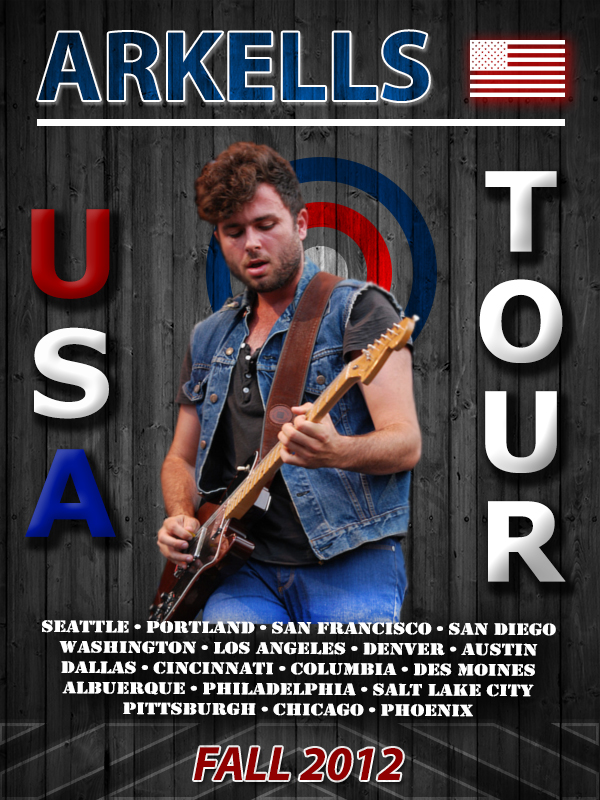 ARKELLS
USA
TOUR
SEATTLE • PORTLAND • SAN FRANCISCO • SAN DIEGO
WASHINGTON • LOS ANGELES • DENVER • AUSTIN
DALLAS • CINCINNATI • COLUMBIA • DES MOINES
ALBUERQUE • PHILADELPHIA • SALT LAKE CITY
PITTSBURGH • CHICAGO • PHOENIX
FALL 2012